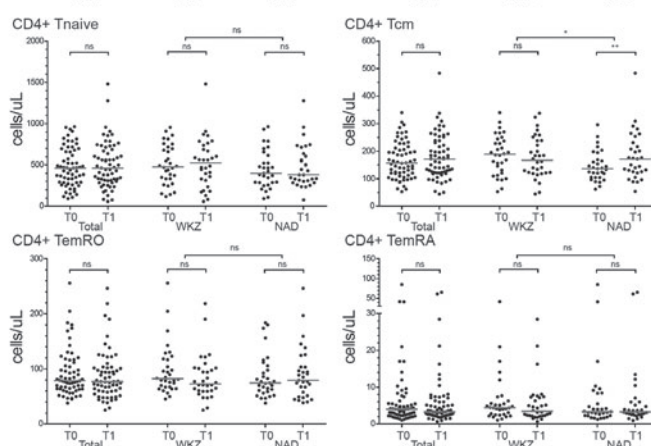 CD4+ Tnaive
ns
ns ns ns
2000
1500
1000
500
0
cells/uL
T0 T1 T0 T1 T0 T1
Total WKZ NAD
CD4+ Tcm
*
ns ns **
600
500
400
300
200
100
0
cells/uL
T0 T1 T0 T1 T0 T1
Total WKZ NAD
CD4+ TemRO
ns
ns ns ns
300
200
100
0
cells/uL
T0 T1 T0 T1 T0 T1
Total WKZ NAD
CD4+ TemRA
ns
ns ns ns
150
125
100
75
50
30
20
10
0
cells/uL
T0 T1 T0 T1 T0 T1
Total WKZ NAD